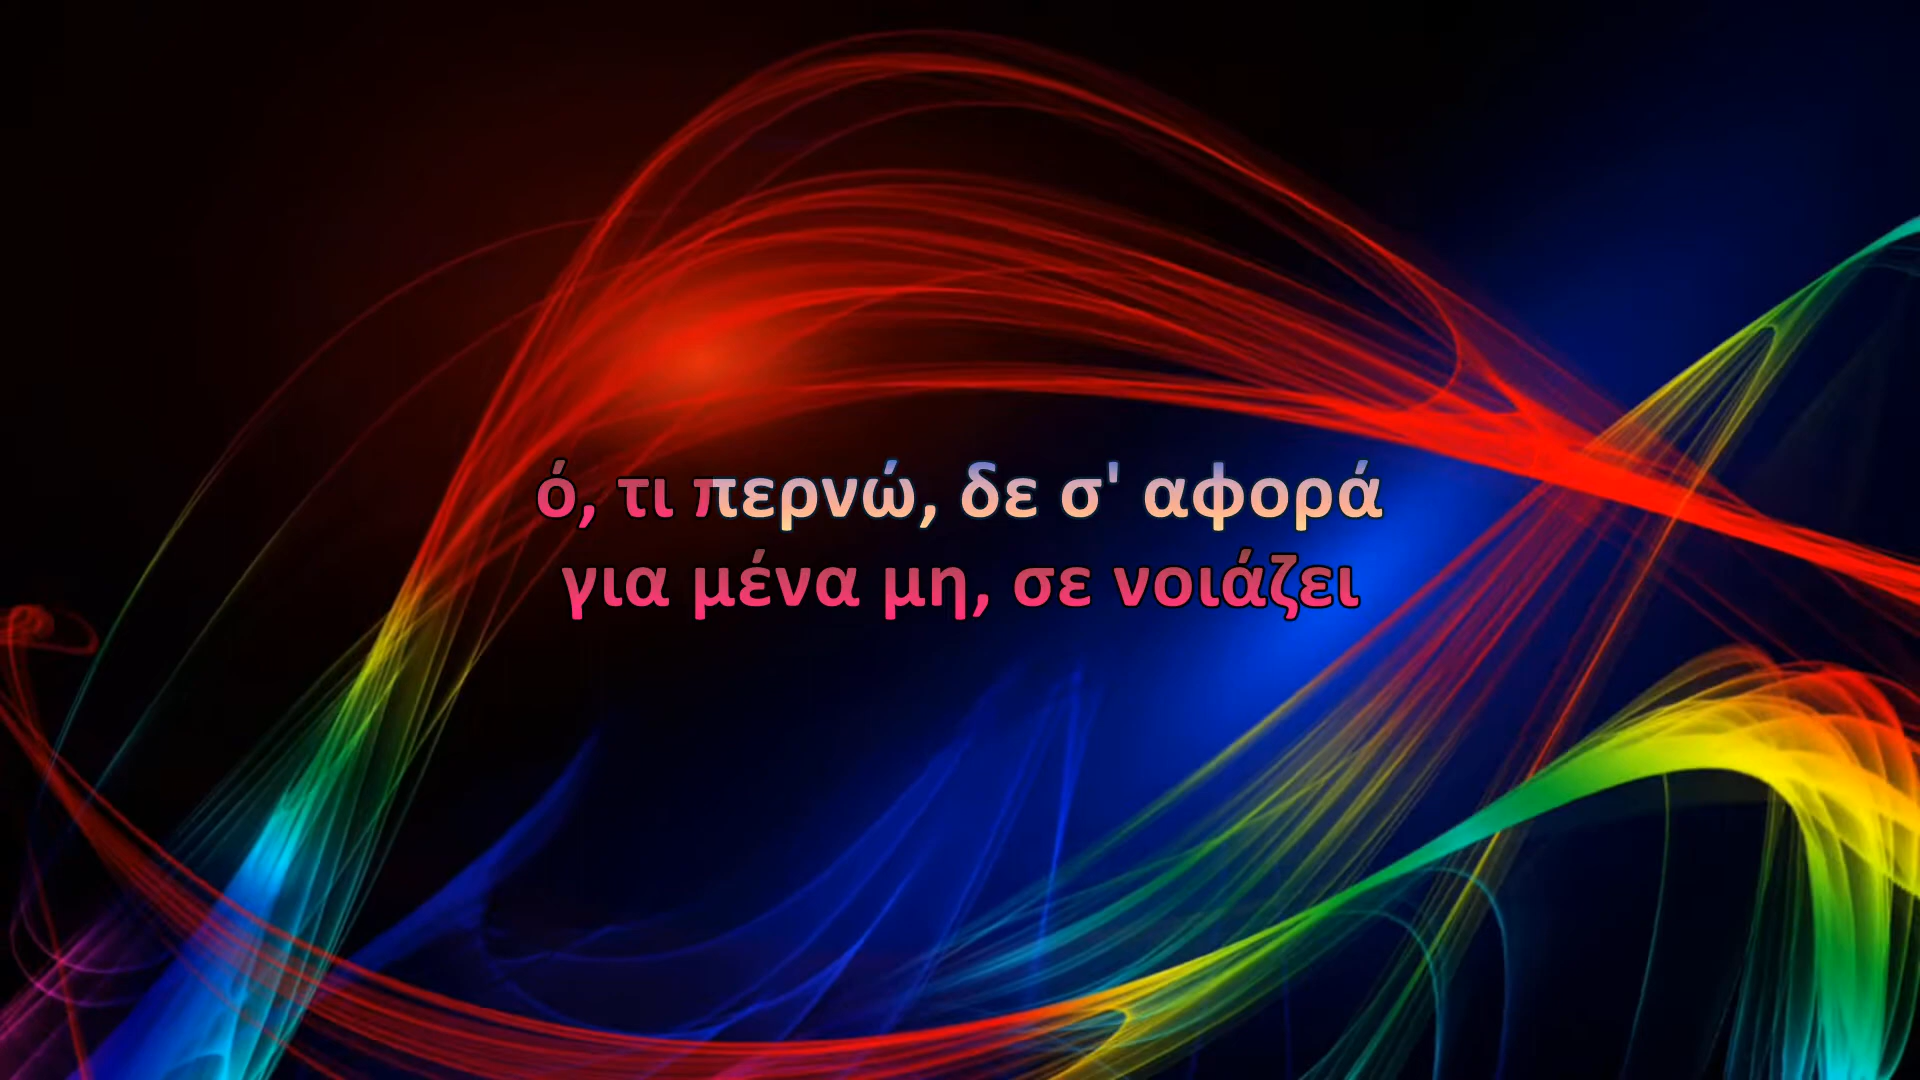 ό, τι περνώ, δε σ' αφορά
για μένα μη, σε νοιάζει